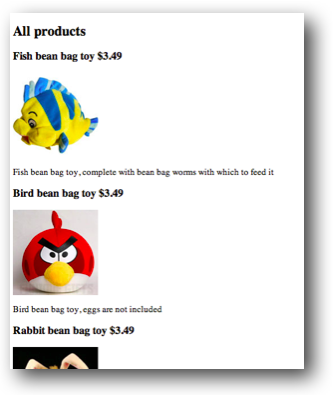 All products
Fish bean bag toy $3.49
Fish bean bag toy, complete with bean bag worms with which to feed it
Bird bean bag toy $3.49
Bird bean bag toy, eggs are not included
Rabbit bean bag toy $3.49